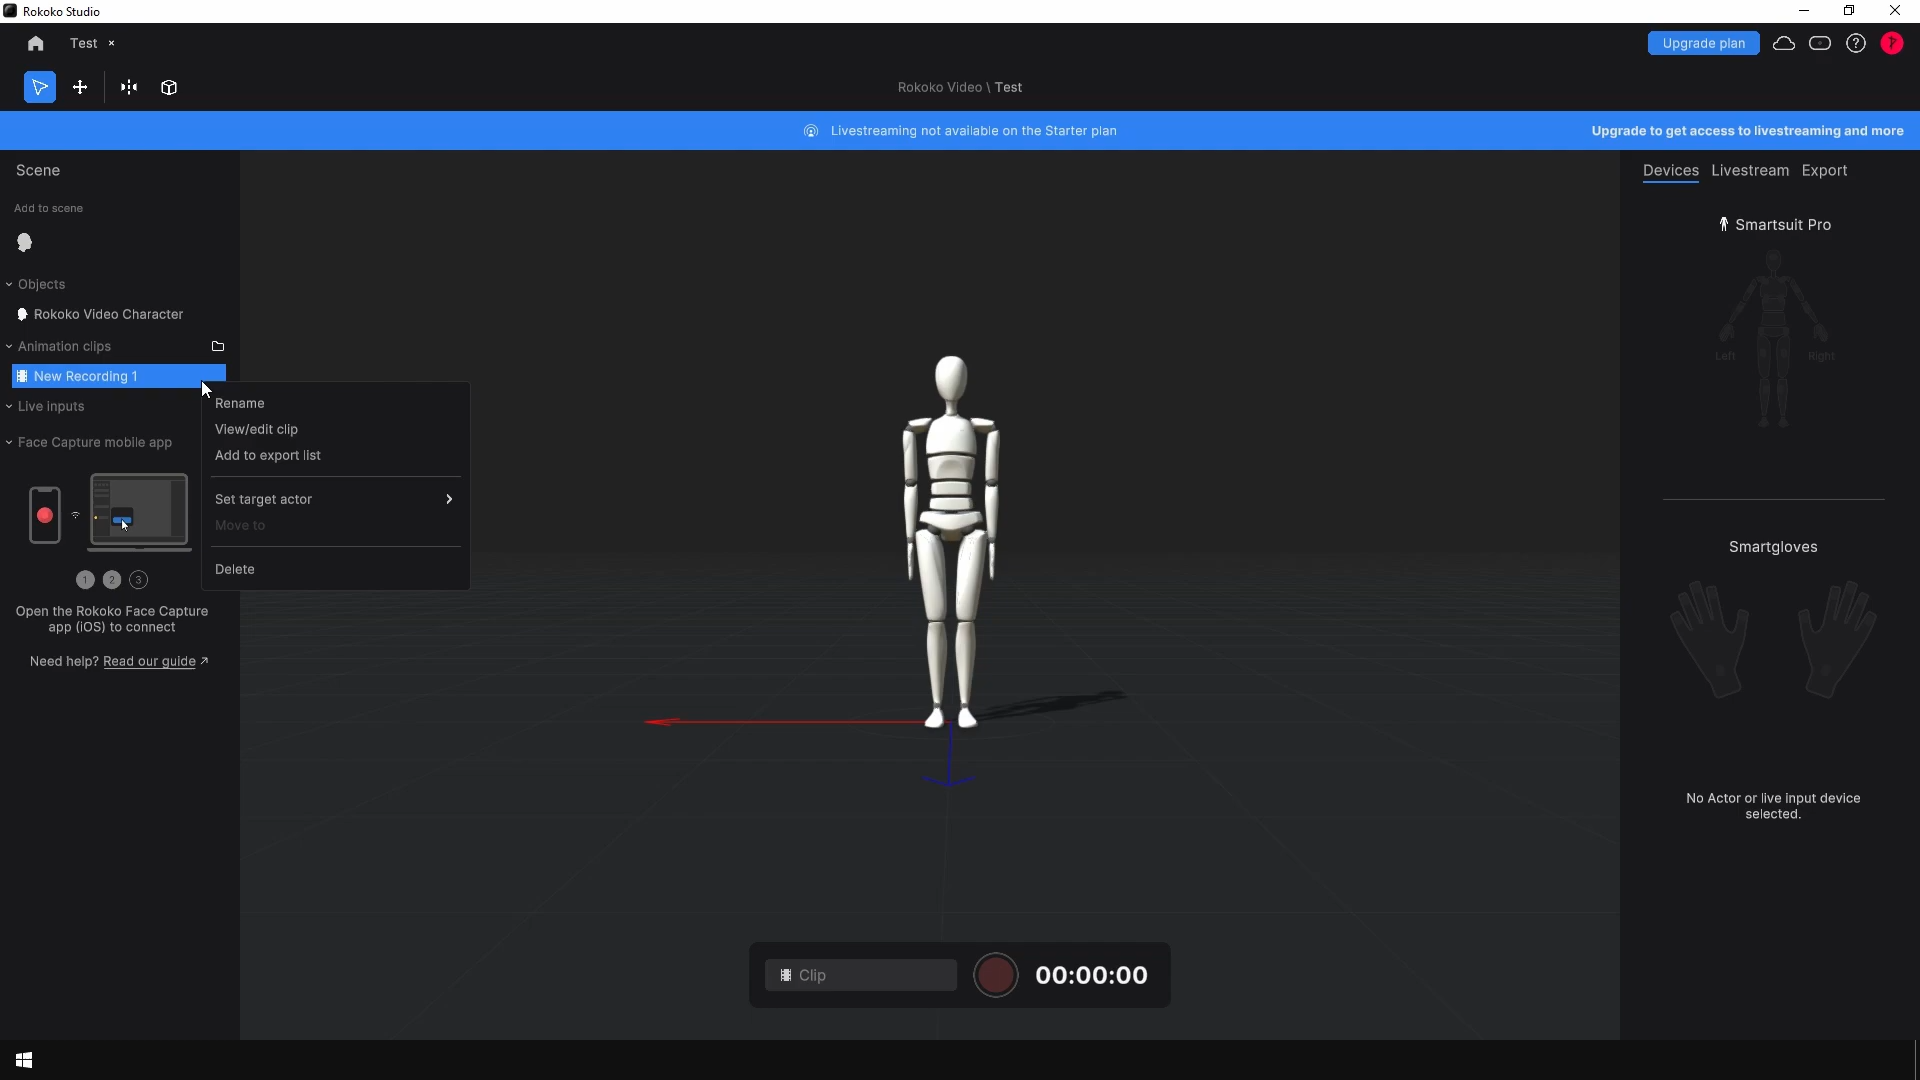 Rokoko Studio
Test ×
Upgrade plan
Rokoko Video \ Test
Livestreaming not available on the Starter plan
Upgrade to get access to livestreaming and more
Scene
Add to scene
Objects
Rokoko Video Character
Animation clips
New Recording 1
Live inputs
Face Capture mobile app
1 2 3
Open the Rokoko Face Capture
app (iOS) to connect
Need help? Read our guide ↗
Rename
View/edit clip
Add to export list
Set target actor
Move to
Delete
Clip
00:00:00
Devices Livestream Export
Smartsuit Pro
Left Right
Smartgloves
No Actor or live input device
selected.